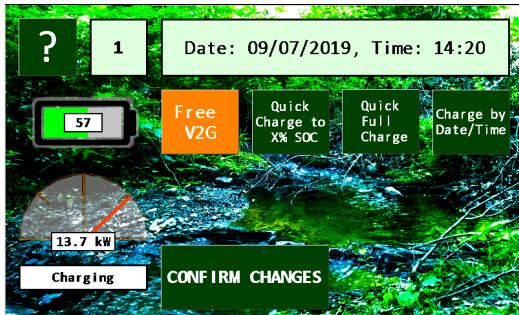 ?
1
Date: 09/07/2019, Time: 14:20
57
Free
V2G
Quick
Charge to
X% SOC
Quick
Full
Charge
Charge by
Date/Time
13.7 kW
Charging
CONFIRM CHANGES